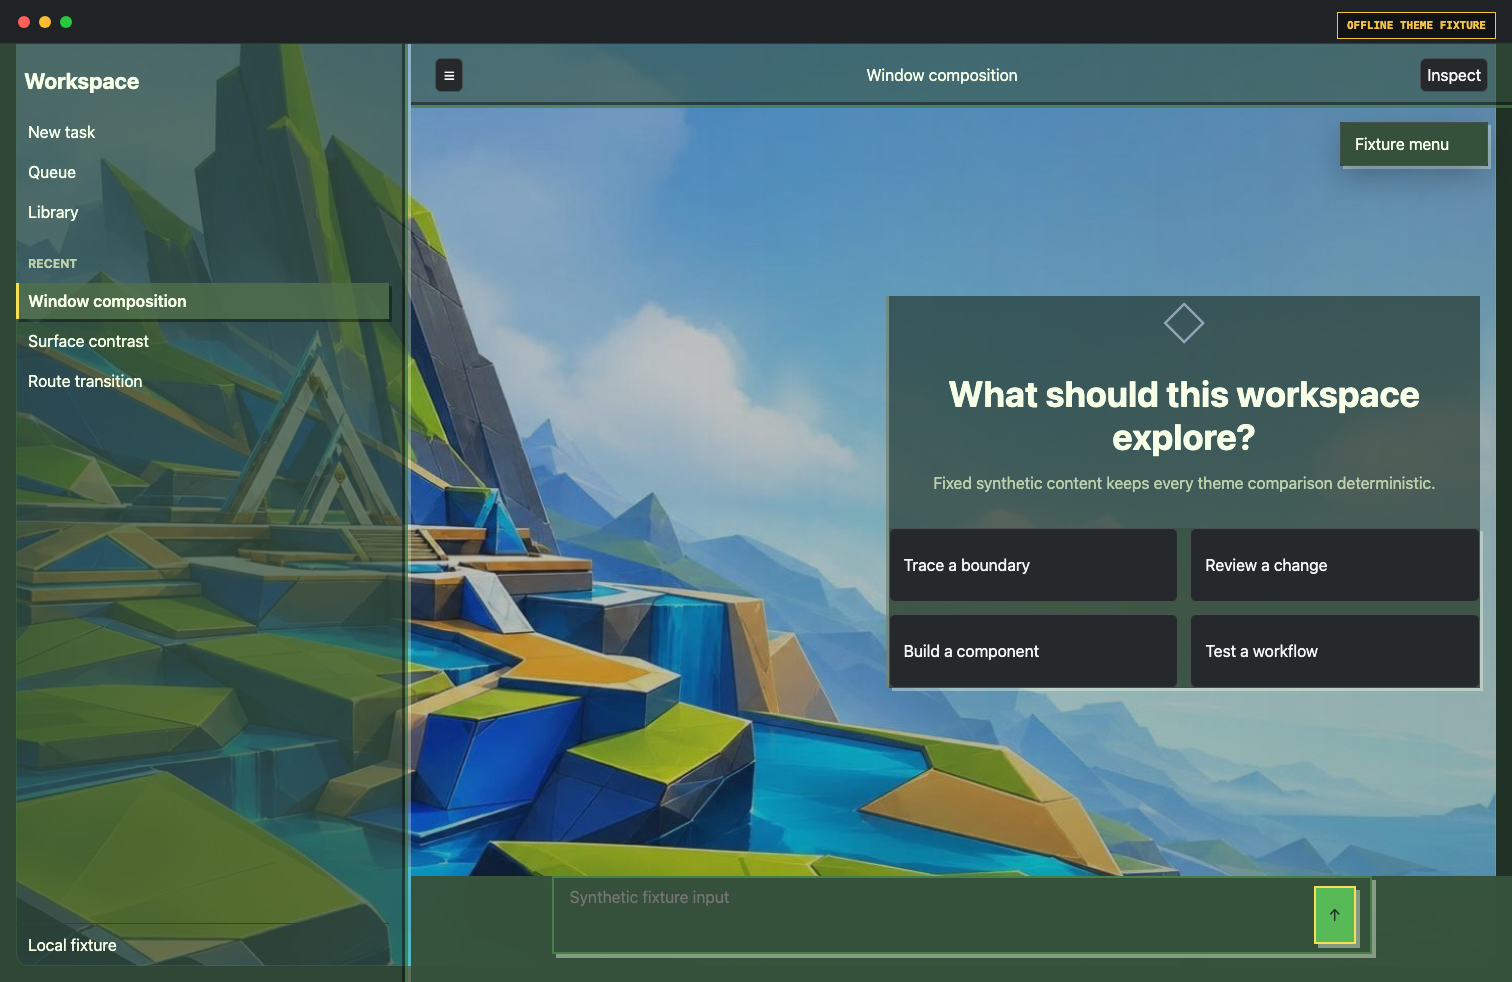 OFFLINE THEME FIXTURE
Workspace
New task
Queue
Library
RECENT
Window composition
Surface contrast
Route transition
Local fixture
Window composition
Inspect
Fixture menu
What should this workspace
explore?
Fixed synthetic content keeps every theme comparison deterministic.
Trace a boundary
Review a change
Build a component
Test a workflow
Synthetic fixture input